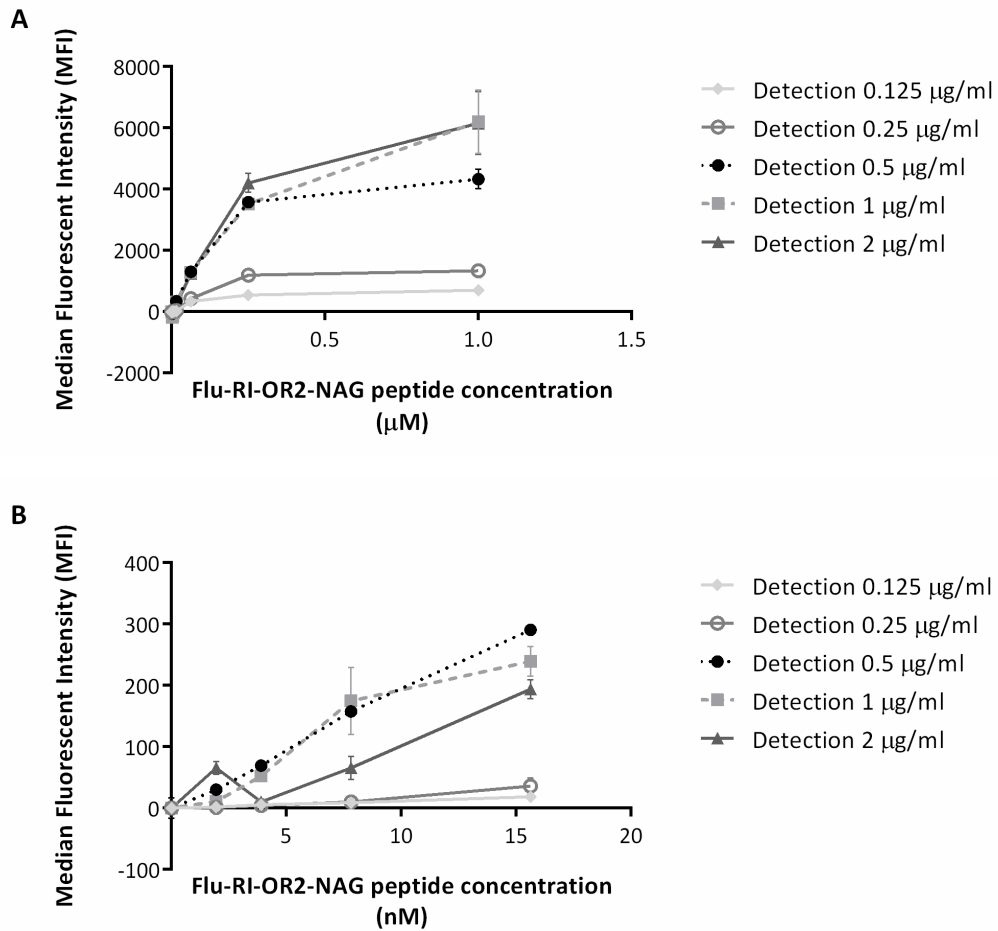 A
Median Fluorescent Intensity (MFI)
8000
6000
4000
2000
0
-2000
0.5
1.0
1.5
Flu-RI-OR2-NAG peptide concentration
(μM)
Detection 0.125 μg/ml
Detection 0.25 μg/ml
Detection 0.5 μg/ml
Detection 1 μg/ml
Detection 2 μg/ml
B
Median Fluorescent Intensity (MFI)
400
300
200
100
0
-100
5
10
15
20
Flu-RI-OR2-NAG peptide concentration
(nM)
Detection 0.125 μg/ml
Detection 0.25 μg/ml
Detection 0.5 μg/ml
Detection 1 μg/ml
Detection 2 μg/ml